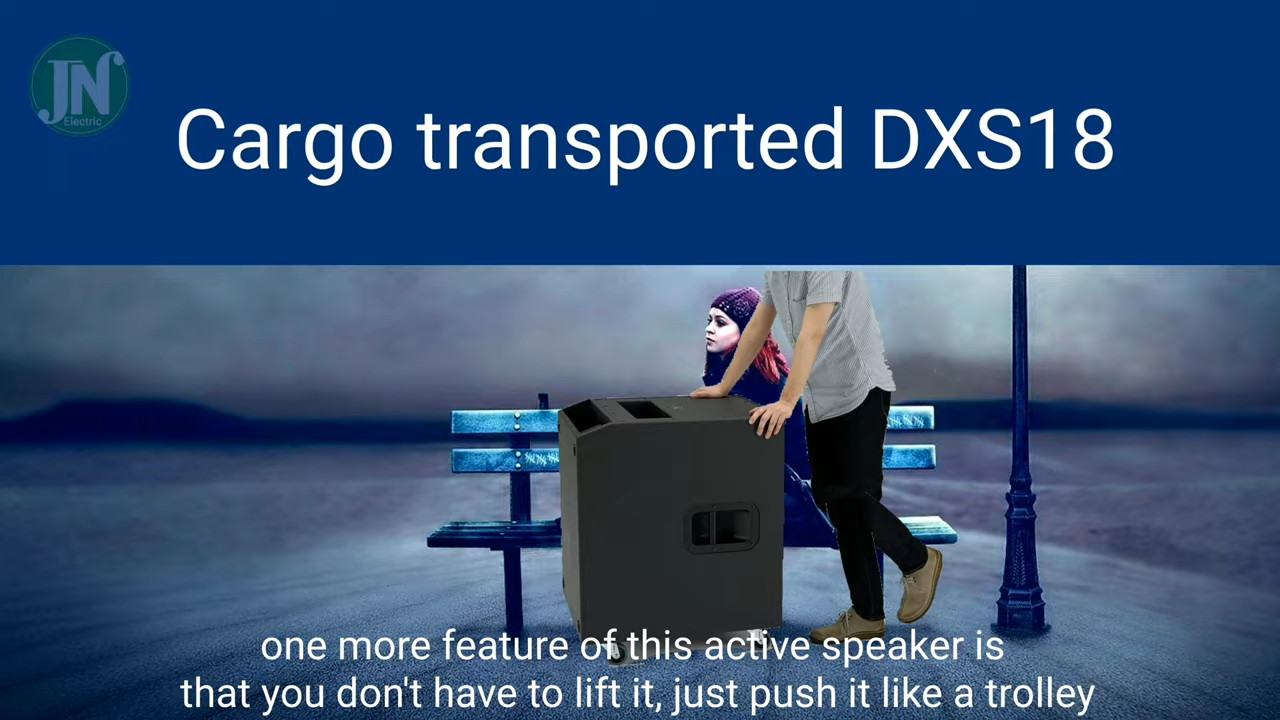 JN
Electric
Cargo transported DXS18
one more feature of this active speaker is
that you don't have to lift it, just push it like a trolley